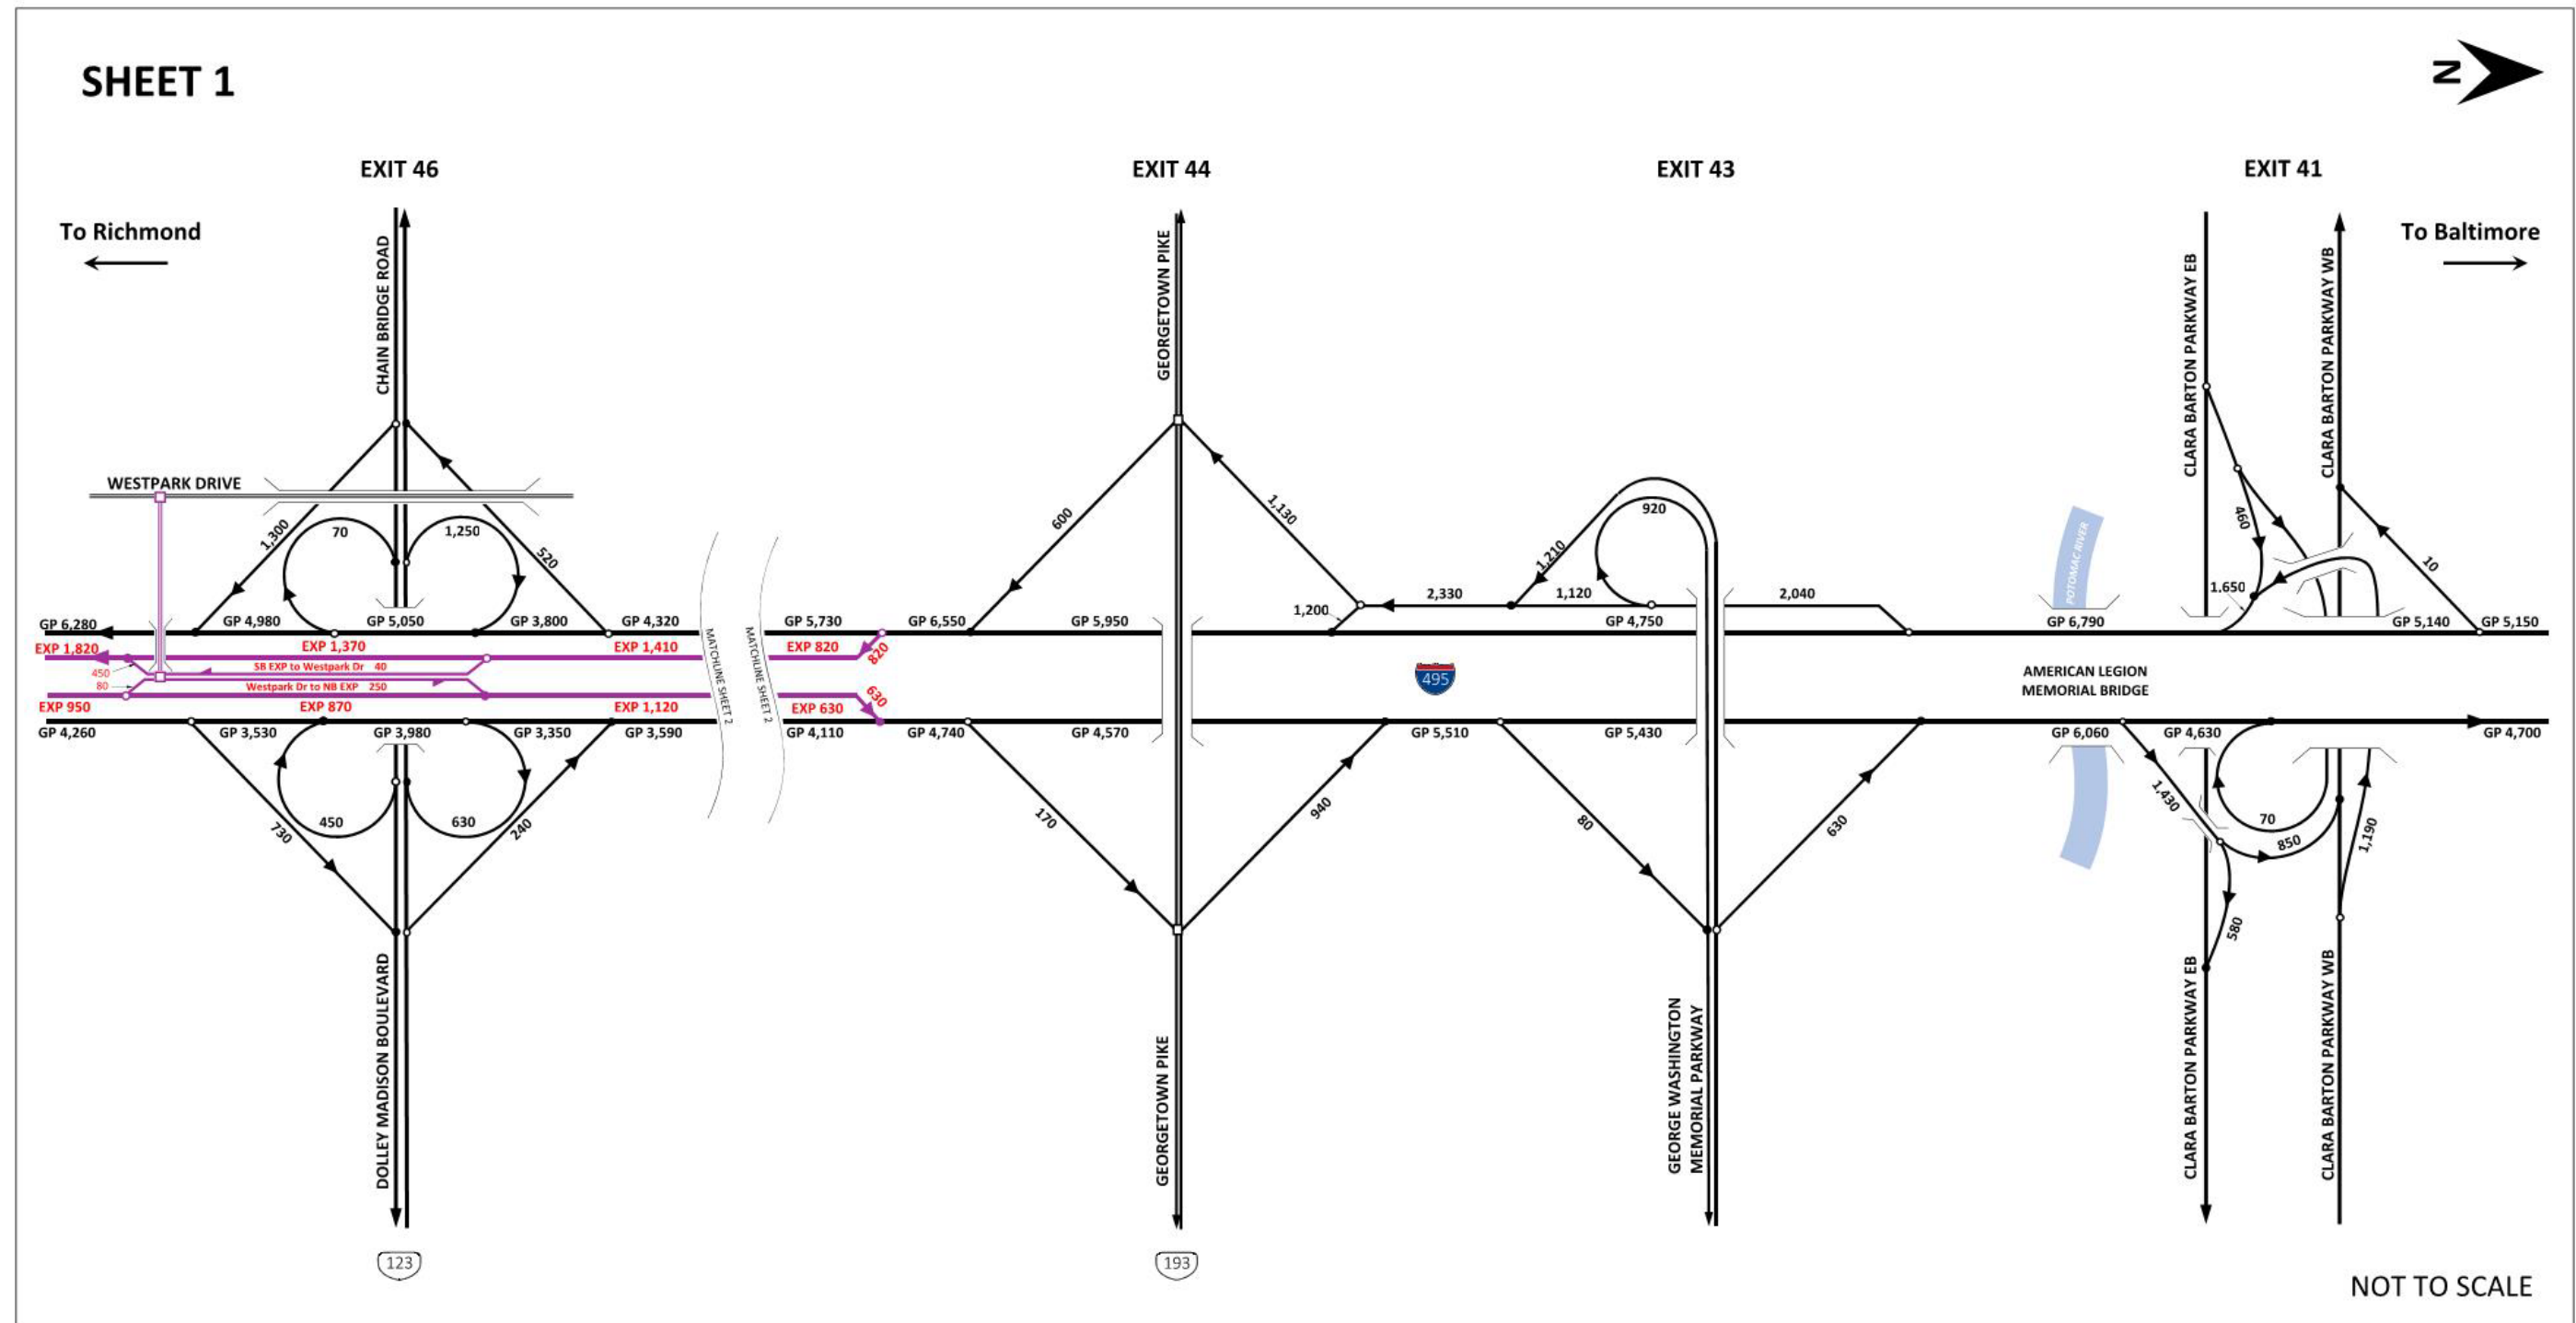 SHEET 1
N
EXIT 46
EXIT 44
EXIT 43
EXIT 41
To Richmond
To Baltimore
CHAIN BRIDGE ROAD
GEORGETOWN PIKE
CLARA BARTON PARKWAY EB
CLARA BARTON PARKWAY WB
WESTPARK DRIVE
1,300
70
1,250
520
600
1,130
920
1,210
460
10
POTOMAC RIVER
1.650
2,330
1,120
2,040
1,200
GP 6,280
GP 4,980
GP 5,050
GP 3,800
GP 4,320
GP 5,730
GP 6,550
GP 5,950
GP 4,750
GP 6,790
GP 5,140
GP 5,150
EXP 1,820
EXP 1,370
EXP 1,410
EXP 820
820
SB EXP to Westpark Dr 40
450
80
Westpark Dr to NB EXP 250
MATCHLINE SHEET 2
MATCHLINE SHEET 2
495
AMERICAN LEGION
MEMORIAL BRIDGE
EXP 950
EXP 870
EXP 1,120
EXP 630
630
GP 4,260
GP 3,530
GP 3,980
GP 3,350
GP 3,590
GP 4,110
GP 4,740
GP 4,570
GP 5,510
GP 5,430
GP 6,060
GP 4,630
GP 4,700
730
450
630
240
170
940
80
630
1,430
70
850
1,190
580
DOLLEY MADISON BOULEVARD
GEORGETOWN PIKE
GEORGE WASHINGTON
MEMORIAL PARKWAY
CLARA BARTON PARKWAY EB
CLARA BARTON PARKWAY WB
123
193
NOT TO SCALE